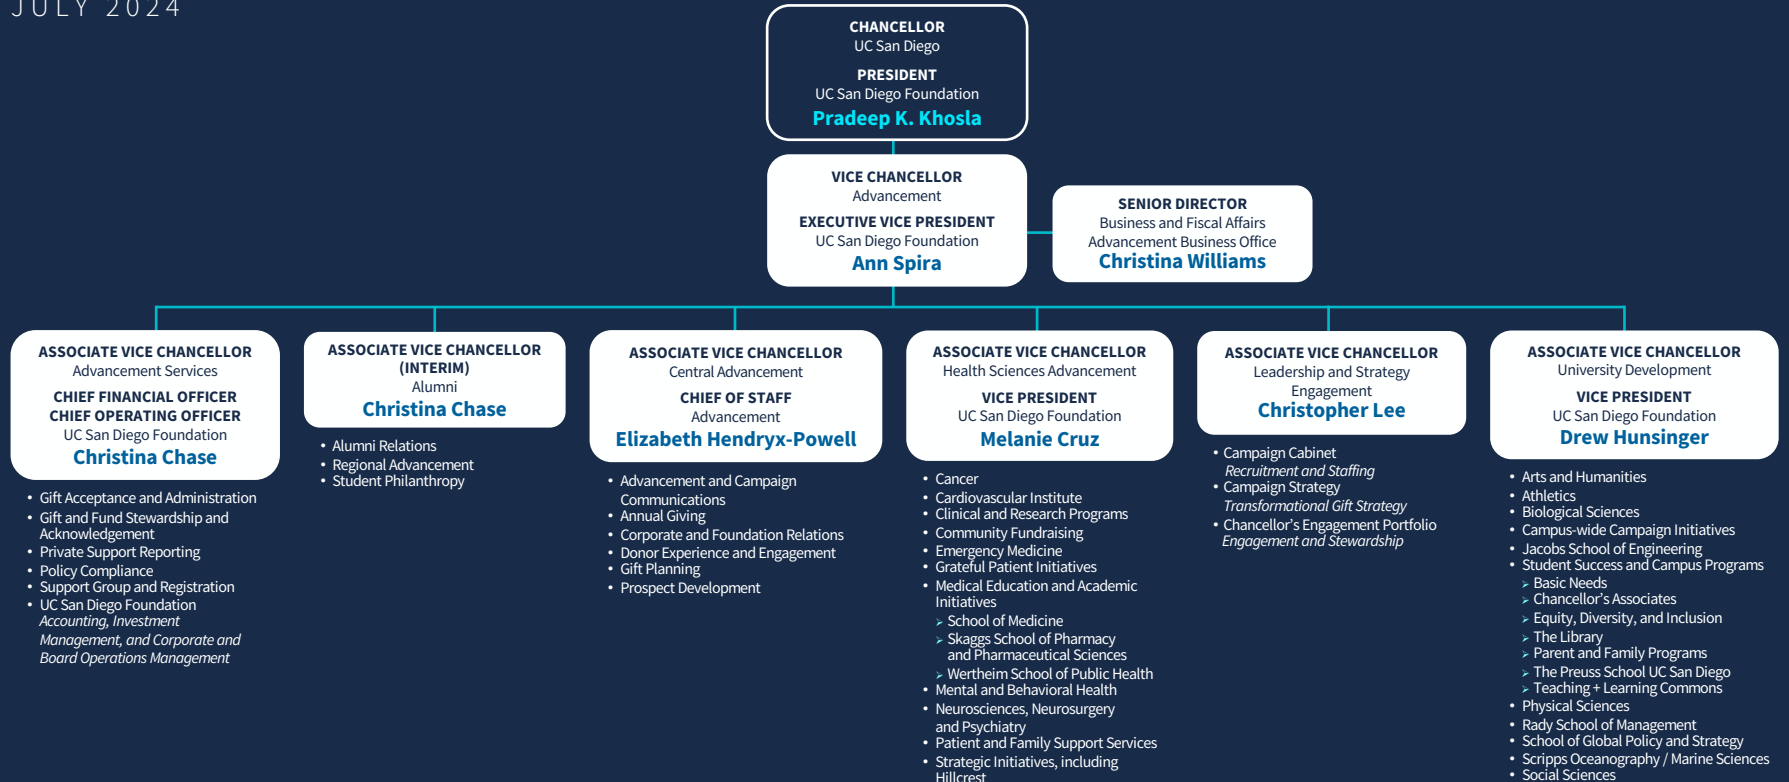 JULY 2024
CHANCELLOR
UC San Diego
PRESIDENT
UC San Diego Foundation
Pradeep K. Khosla
VICE CHANCELLOR
Advancement
EXECUTIVE VICE PRESIDENT
UC San Diego Foundation
Ann Spira
SENIOR DIRECTOR
Business and Fiscal Affairs
Advancement Business Office
Christina Williams
ASSOCIATE VICE CHANCELLOR
Advancement Services
CHIEF FINANCIAL OFFICER
CHIEF OPERATING OFFICER
UC San Diego Foundation
Christina Chase
• Gift Acceptance and Administration
• Gift and Fund Stewardship and
Acknowledgement
• Private Support Reporting
• Policy Compliance
• Support Group and Registration
• UC San Diego Foundation
Accounting, Investment
Management, and Corporate and
Board Operations Management
ASSOCIATE VICE CHANCELLOR
(INTERIM)
Alumni
Christina Chase
• Alumni Relations
• Regional Advancement
• Student Philanthropy
ASSOCIATE VICE CHANCELLOR
Central Advancement
CHIEF OF STAFF
Advancement
Elizabeth Hendryx-Powell
• Advancement and Campaign
Communications
• Annual Giving
• Corporate and Foundation Relations
• Donor Experience and Engagement
• Gift Planning
• Prospect Development
ASSOCIATE VICE CHANCELLOR
Health Sciences Advancement
VICE PRESIDENT
UC San Diego Foundation
Melanie Cruz
• Cancer
• Cardiovascular Institute
• Clinical and Research Programs
• Community Fundraising
• Emergency Medicine
• Grateful Patient Initiatives
• Medical Education and Academic
Initiatives
➢ School of Medicine
➢ Skaggs School of Pharmacy
and Pharmaceutical Sciences
➢ Wertheim School of Public Health
• Mental and Behavioral Health
• Neurosciences, Neurosurgery
and Psychiatry
• Patient and Family Support Services
• Strategic Initiatives, including
Hillcrest
ASSOCIATE VICE CHANCELLOR
Leadership and Strategy
Engagement
Christopher Lee
• Campaign Cabinet
Recruitment and Staffing
• Campaign Strategy
Transformational Gift Strategy
• Chancellor's Engagement Portfolio
Engagement and Stewardship
ASSOCIATE VICE CHANCELLOR
University Development
VICE PRESIDENT
UC San Diego Foundation
Drew Hunsinger
• Arts and Humanities
• Athletics
• Biological Sciences
• Campus-wide Campaign Initiatives
• Jacobs School of Engineering
• Student Success and Campus Programs
➢ Basic Needs
➢ Chancellor's Associates
➢ Equity, Diversity, and Inclusion
➢ The Library
➢ Parent and Family Programs
➢ The Preuss School UC San Diego
➢ Teaching + Learning Commons
• Physical Sciences
• Rady School of Management
• School of Global Policy and Strategy
• Scripps Oceanography / Marine Sciences
• Social Sciences